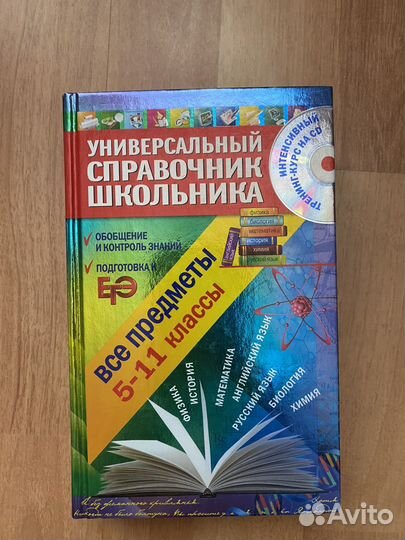 УНИВЕРСАЛЬНЫЙ
СПРАВОЧНИК
ШКОЛЬНИКА
ИНТЕНСИВНЫЙ
ТРЕНИНГ-КУРС НА CD
ОБОБЩЕНИЕ
И КОНТРОЛЬ ЗНАНИЙ
ПОДГОТОВКА К
ЕГЭ
физика
биология
математика
история
химия
русский язык
все предметы
5-11 классы
ФИЗИКА
ИСТОРИЯ
МАТЕМАТИКА
АНГЛИЙСКИЙ ЯЗЫК
РУССКИЙ ЯЗЫК
БИОЛОГИЯ
ХИМИЯ
Avito